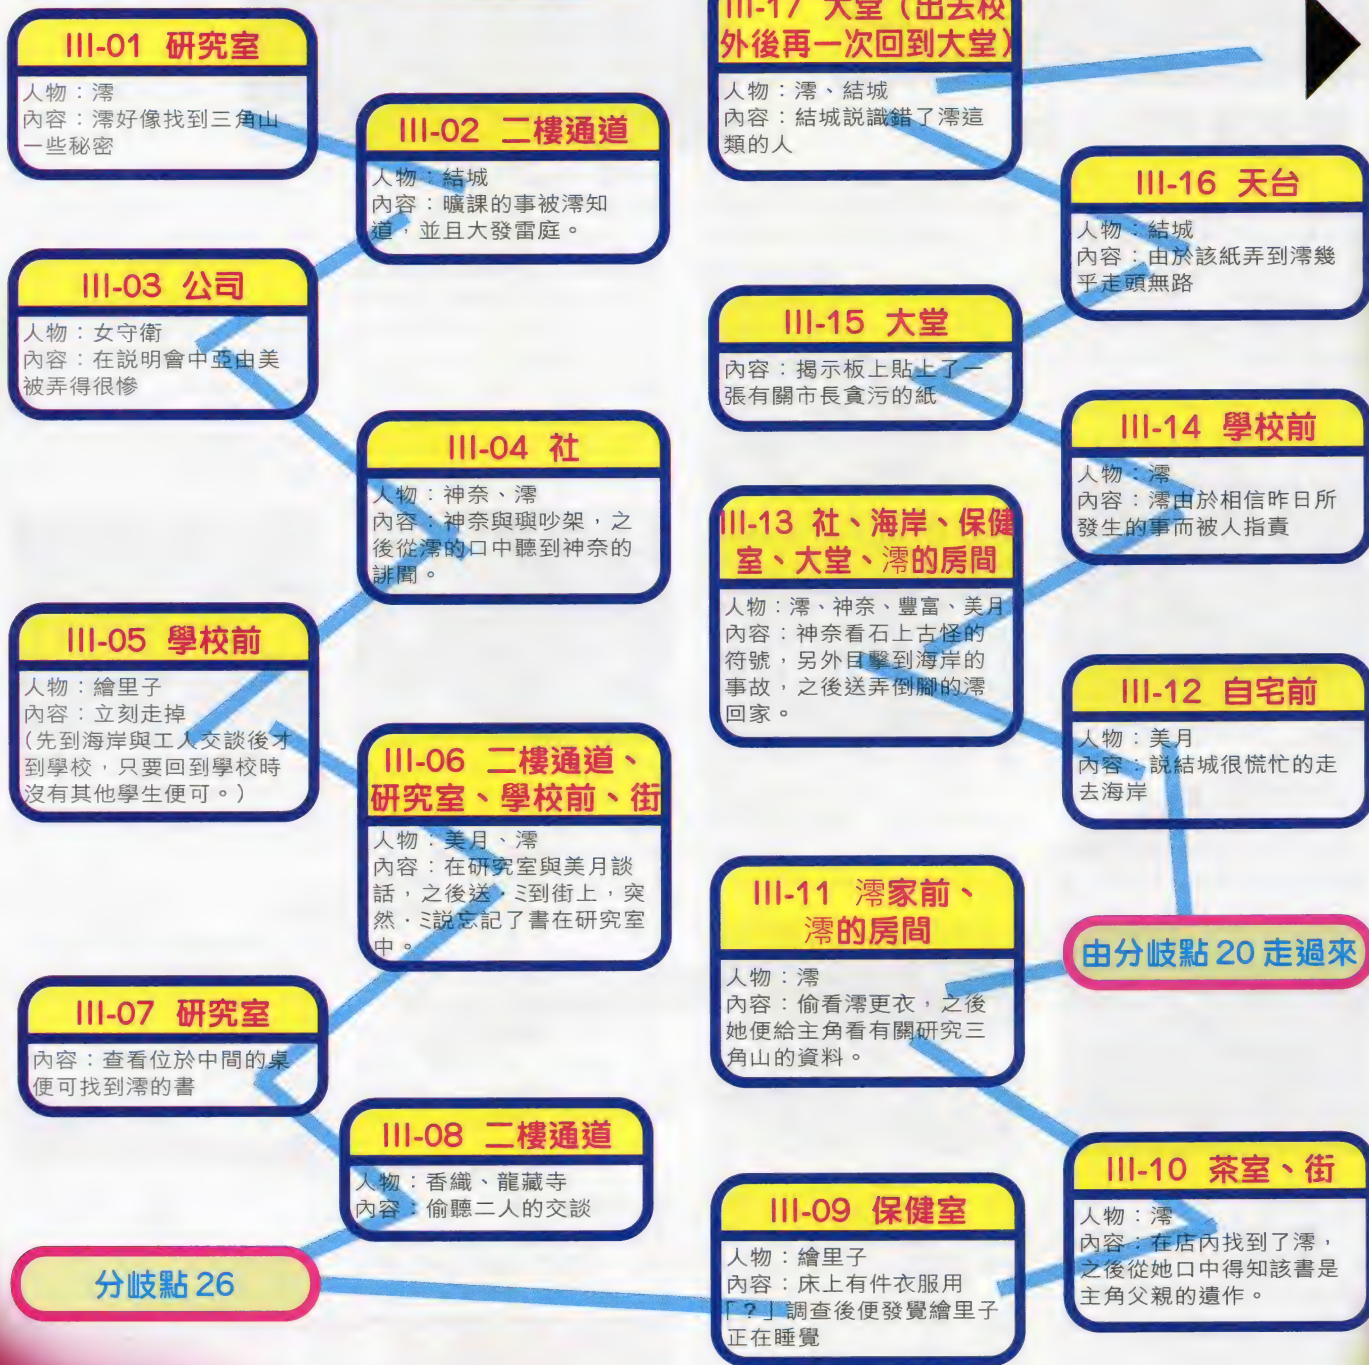 III-01 研究室
人物：澪
內容：澪好像找到三角山
一些秘密
III-02 二樓通道
人物：結城
內容：曠課的事被澪知
道，並且大發雷庭。
III-03 公司
人物：女守衛
內容：在説明會中亞由美
被弄得很慘
III-04 社
人物：神奈、澪
內容：神奈與璵吵架，之
後從澪的口中聽到神奈的
誹聞。
III-05 學校前
人物：繪里子
內容：立刻走掉
(先到海岸與工人交談後才
到學校，只要回到學校時
沒有其他學生便可。)
III-06 二樓通道、
研究室、學校前、街
人物：美月、澪
內容：在研究室與美月談
話，之後送·ミ到街上，突
然·ミ説忘記了書在研究室
中。
III-07 研究室
內容：查看位於中間的桌
便可找到澪的書
III-08 二樓通道
人物：香織、龍藏寺
內容：偷聽二人的交談
分岐點 26
III-09 保健室
人物：繪里子
內容：床上有件衣服用
「？」調查後便發覺繪里子
正在睡覺
III-10 茶室、街
人物：澪
內容：在店內找到了澪，
之後從她口中得知該書是
主角父親的遺作。
III-11 澪家前、
澪的房間
人物：澪
內容：偷看澪更衣，之後
她便給主角看有關研究三
角山的資料。
由分岐點 20 走過來
III-12 自宅前
人物：美月
內容：説結城很慌忙的走
去海岸
III-13 社、海岸、保健
室、大堂、澪的房間
人物：澪、神奈、豐富、美月
內容：神奈看石上古怪的
符號，另外目擊到海岸的
事故，之後送弄倒腳的澪
回家。
III-14 學校前
人物：澪
內容：澪由於相信昨日所
發生的事而被人指責
III-15 大堂
內容：揭示板上貼上了一
張有關市長貪污的紙
III-16 天台
人物：結城
內容：由於該紙弄到澪幾
乎走頭無路
III-17 大堂（出去校
外後再一次回到大堂）
人物：澪、結城
內容：結城説識錯了澪這
類的人